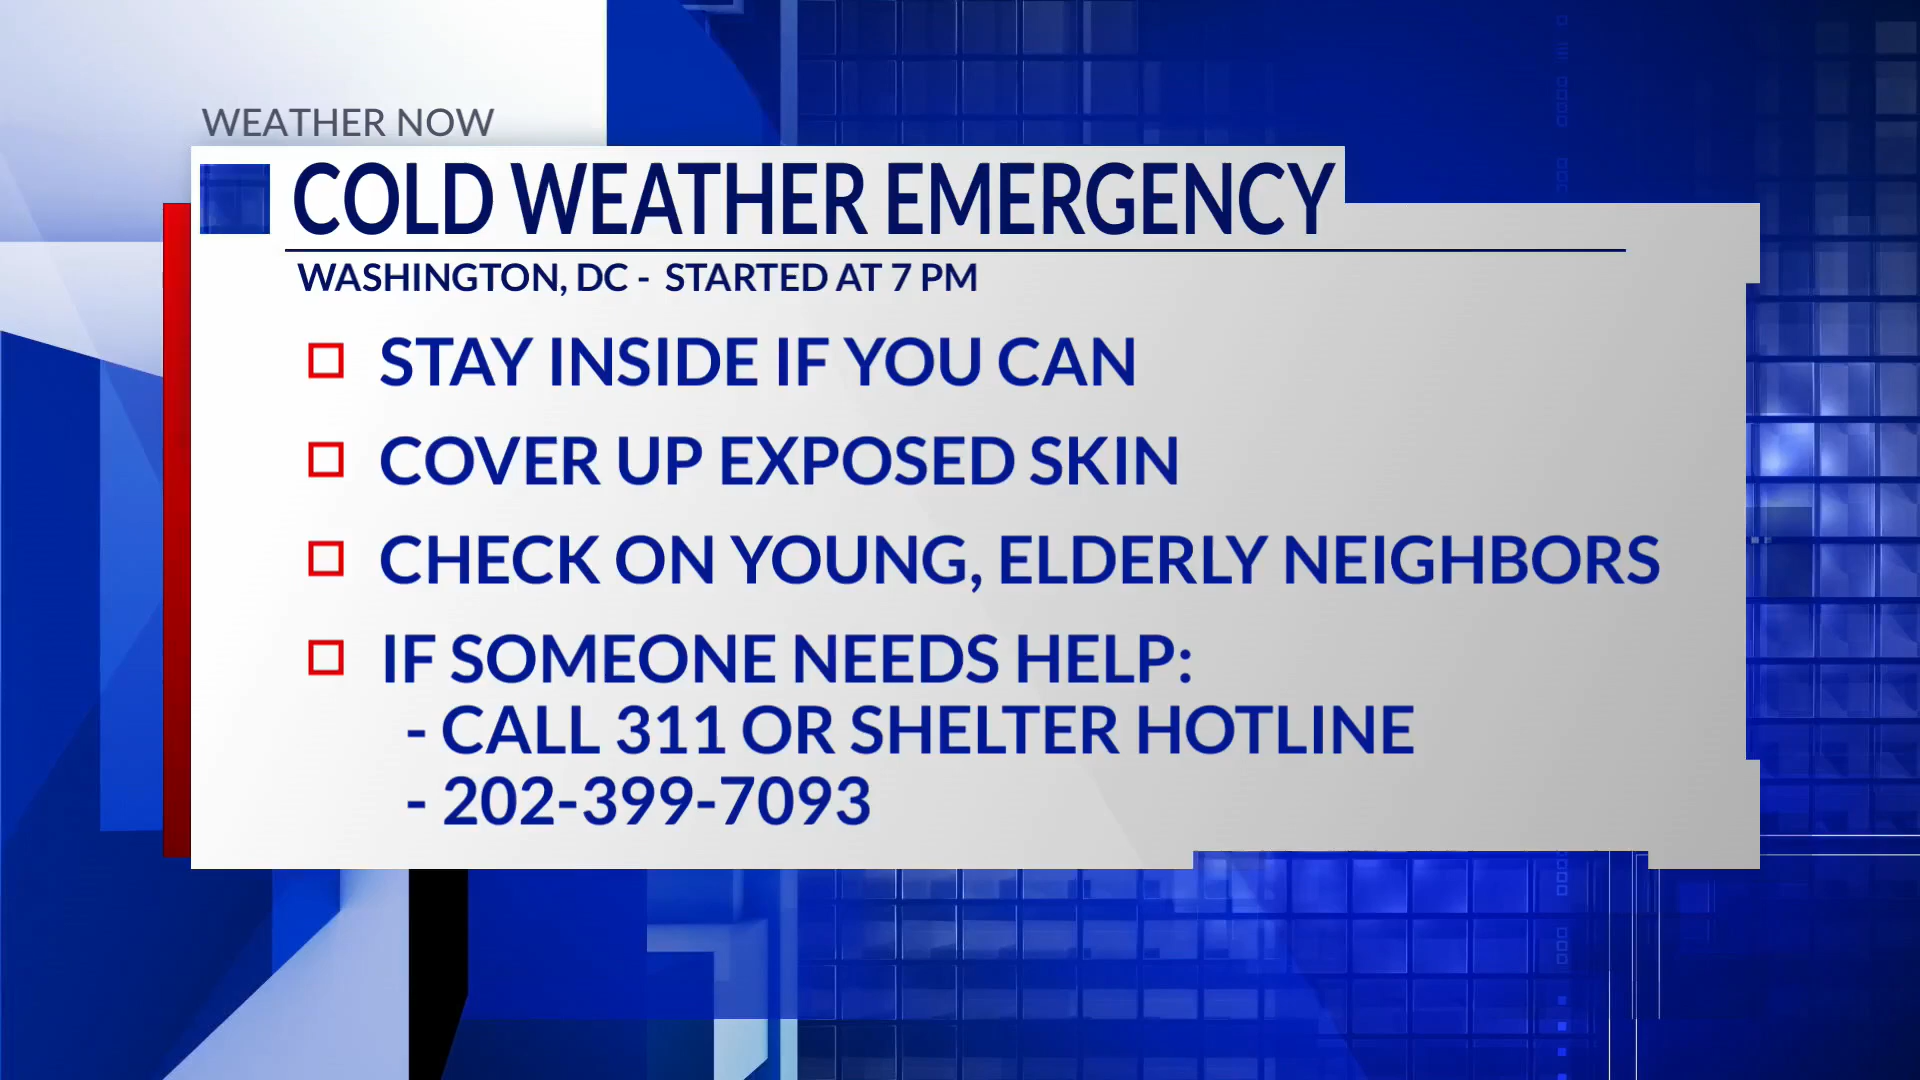 WEATHER NOW
COLD WEATHER EMERGENCY
WASHINGTON, DC - STARTED AT 7 PM
STAY INSIDE IF YOU CAN
COVER UP EXPOSED SKIN
CHECK ON YOUNG, ELDERLY NEIGHBORS
IF SOMEONE NEEDS HELP:
- CALL 311 OR SHELTER HOTLINE
- 202-399-7093